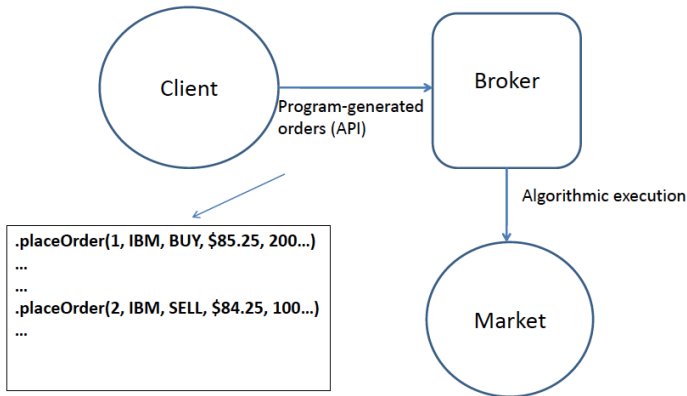 Client
Broker
Program-generated
orders (API)
Algorithmic execution
.placeOrder(1, IBM, BUY, $85.25, 200...)
...
...
.placeOrder(2, IBM, SELL, $84.25, 100...)
...
Market